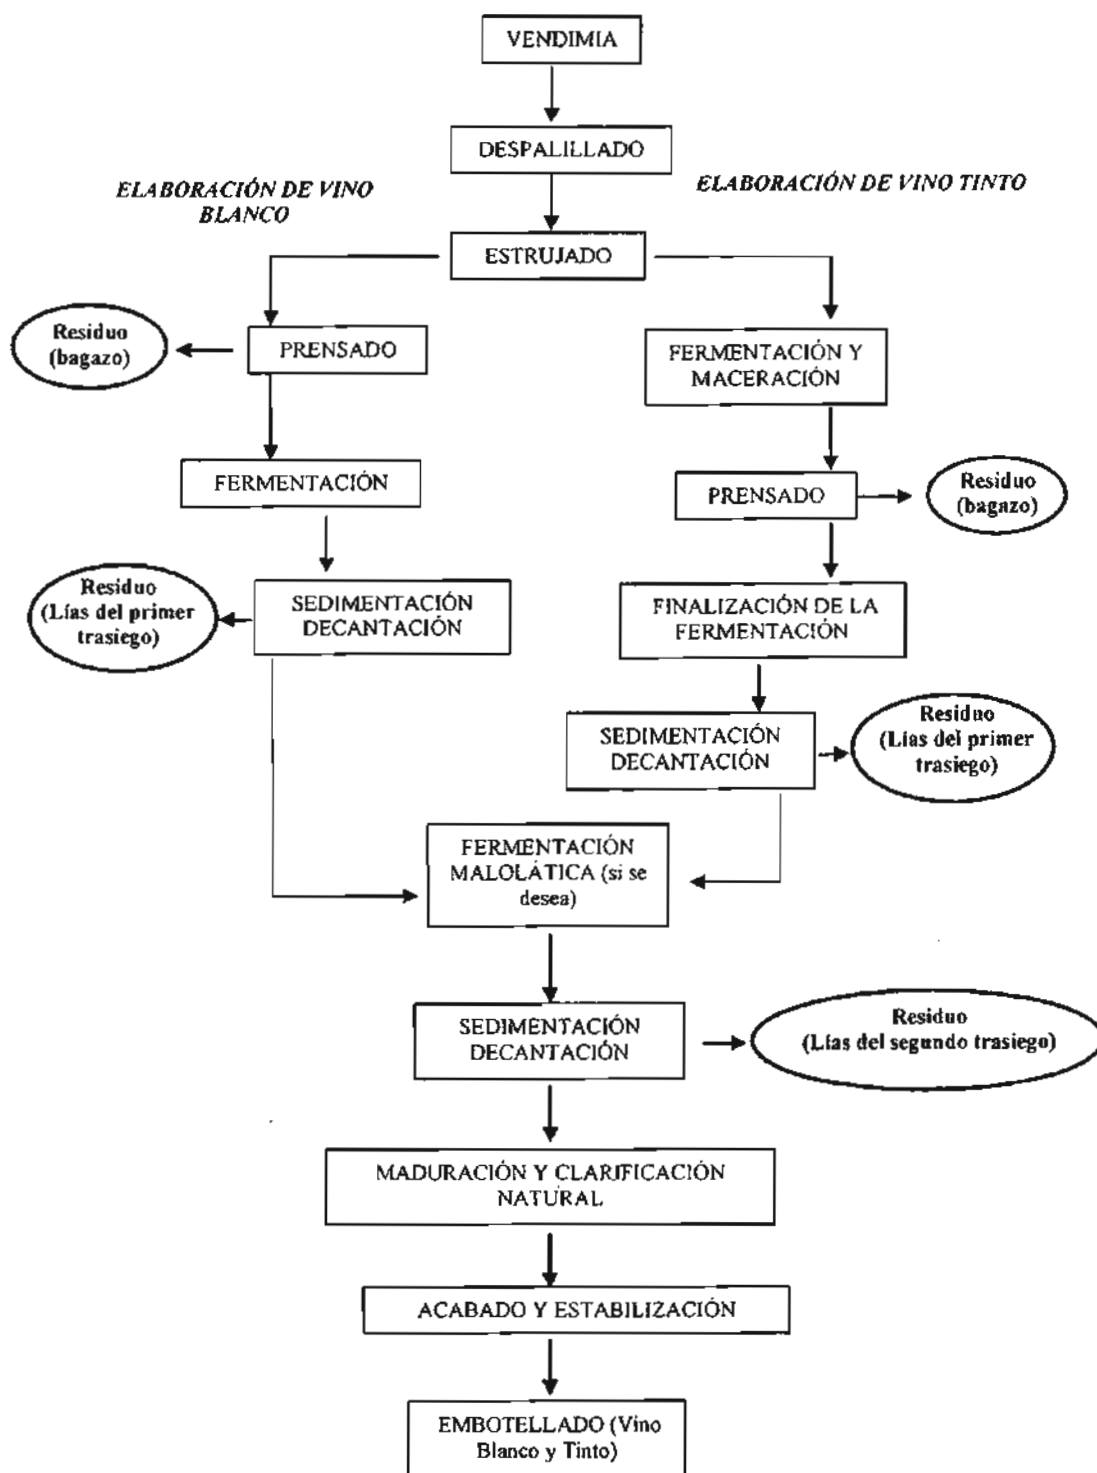 VENDIMIA
DESPALILLADO
ELABORACIÓN DE VINO
BLANCO
ELABORACIÓN DE VINO TINTO
ESTRUJADO
Residuo
(bagazo)
PRENSADO
FERMENTACIÓN Y
MACERACIÓN
FERMENTACIÓN
PRENSADO
Residuo
(bagazo)
Residuo
(Lías del primer
trasiego)
SEDIMENTACIÓN
DECANTACIÓN
FINALIZACIÓN DE LA
FERMENTACIÓN
SEDIMENTACIÓN
DECANTACIÓN
Residuo
(Lías del primer
trasiego)
FERMENTACIÓN
MALOLÁTICA (si se
desea)
SEDIMENTACIÓN
DECANTACIÓN
Residuo
(Lías del segundo trasiego)
MADURACIÓN Y CLARIFICACIÓN
NATURAL
ACABADO Y ESTABILIZACIÓN
EMBOTELLADO (Vino
Blanco y Tinto)